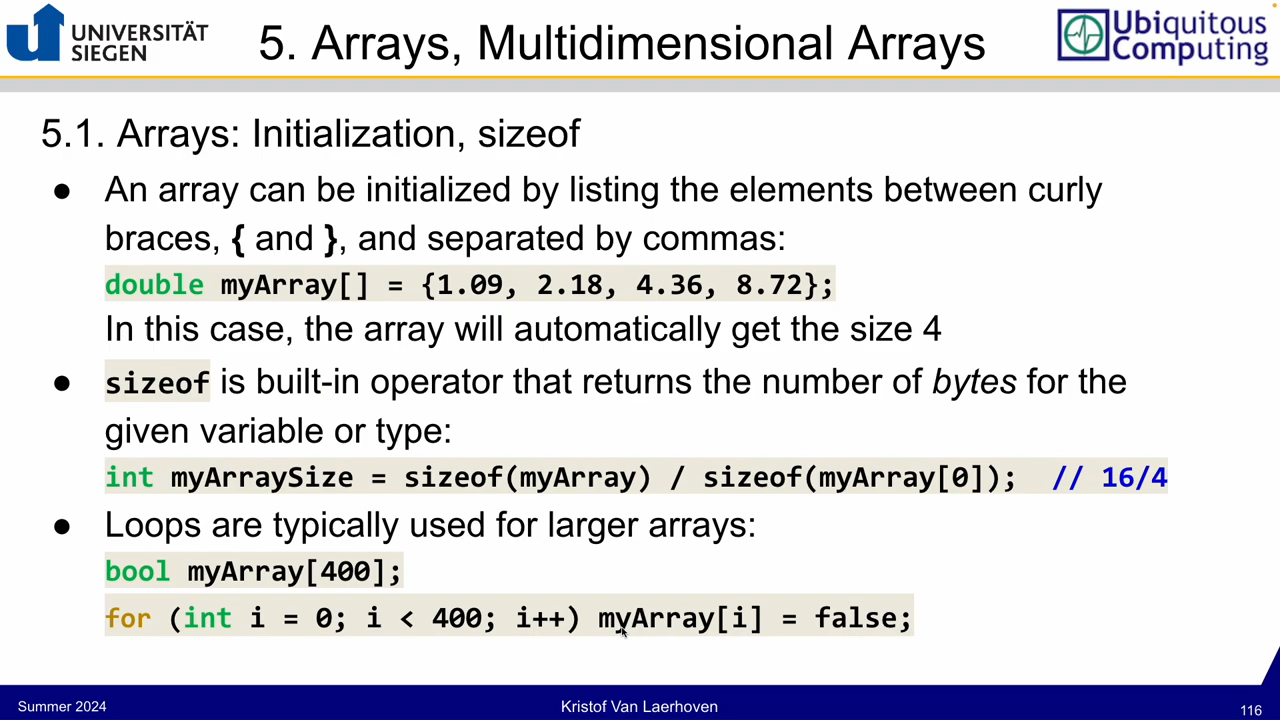 UNIVERSITÄT
SIEGEN
5. Arrays, Multidimensional Arrays
Ubiquitous
Computing
5.1. Arrays: Initialization, sizeof
● An array can be initialized by listing the elements between curly
braces, { and }, and separated by commas:
double myArray[] = {1.09, 2.18, 4.36, 8.72};
In this case, the array will automatically get the size 4
● sizeof is built-in operator that returns the number of bytes for the
given variable or type:
int myArraySize = sizeof(myArray) / sizeof(myArray[0]); // 16/4
● Loops are typically used for larger arrays:
bool myArray[400];
for (int i = 0; i < 400; i++) myArray[i] = false;
Summer 2024
Kristof Van Laerhoven
116